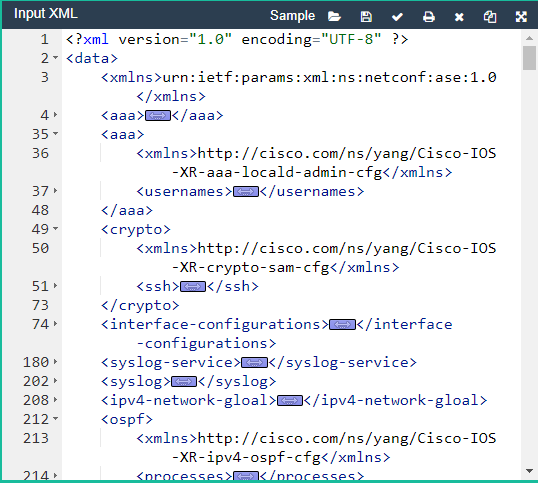 Input XML Sample
1 <?xml version="1.0" encoding="UTF-8" ?>
2 <data>
3 <xmlns>urn:ietf:params:xml:ns:netconf:ase:1.0
</xmlns>
4 <aaa></aaa>
35 <aaa>
36 <xmlns>http://cisco.com/ns/yang/Cisco-IOS
-XR-aaa-locald-admin-cfg</xmlns>
37 <usernames></usernames>
48 </aaa>
49 <crypto>
50 <xmlns>http://cisco.com/ns/yang/Cisco-IOS
-XR-crypto-sam-cfg</xmlns>
51 <ssh></ssh>
73 </crypto>
74 <interface-configurations></interface
-configurations>
180 <syslog-service></syslog-service>
202 <syslog></syslog>
208 <ipv4-network-gloal></ipv4-network-gloal>
212 <ospf>
213 <xmlns>http://cisco.com/ns/yang/Cisco-IOS
-XR-ipv4-ospf-cfg</xmlns>
214 <processes></processes>